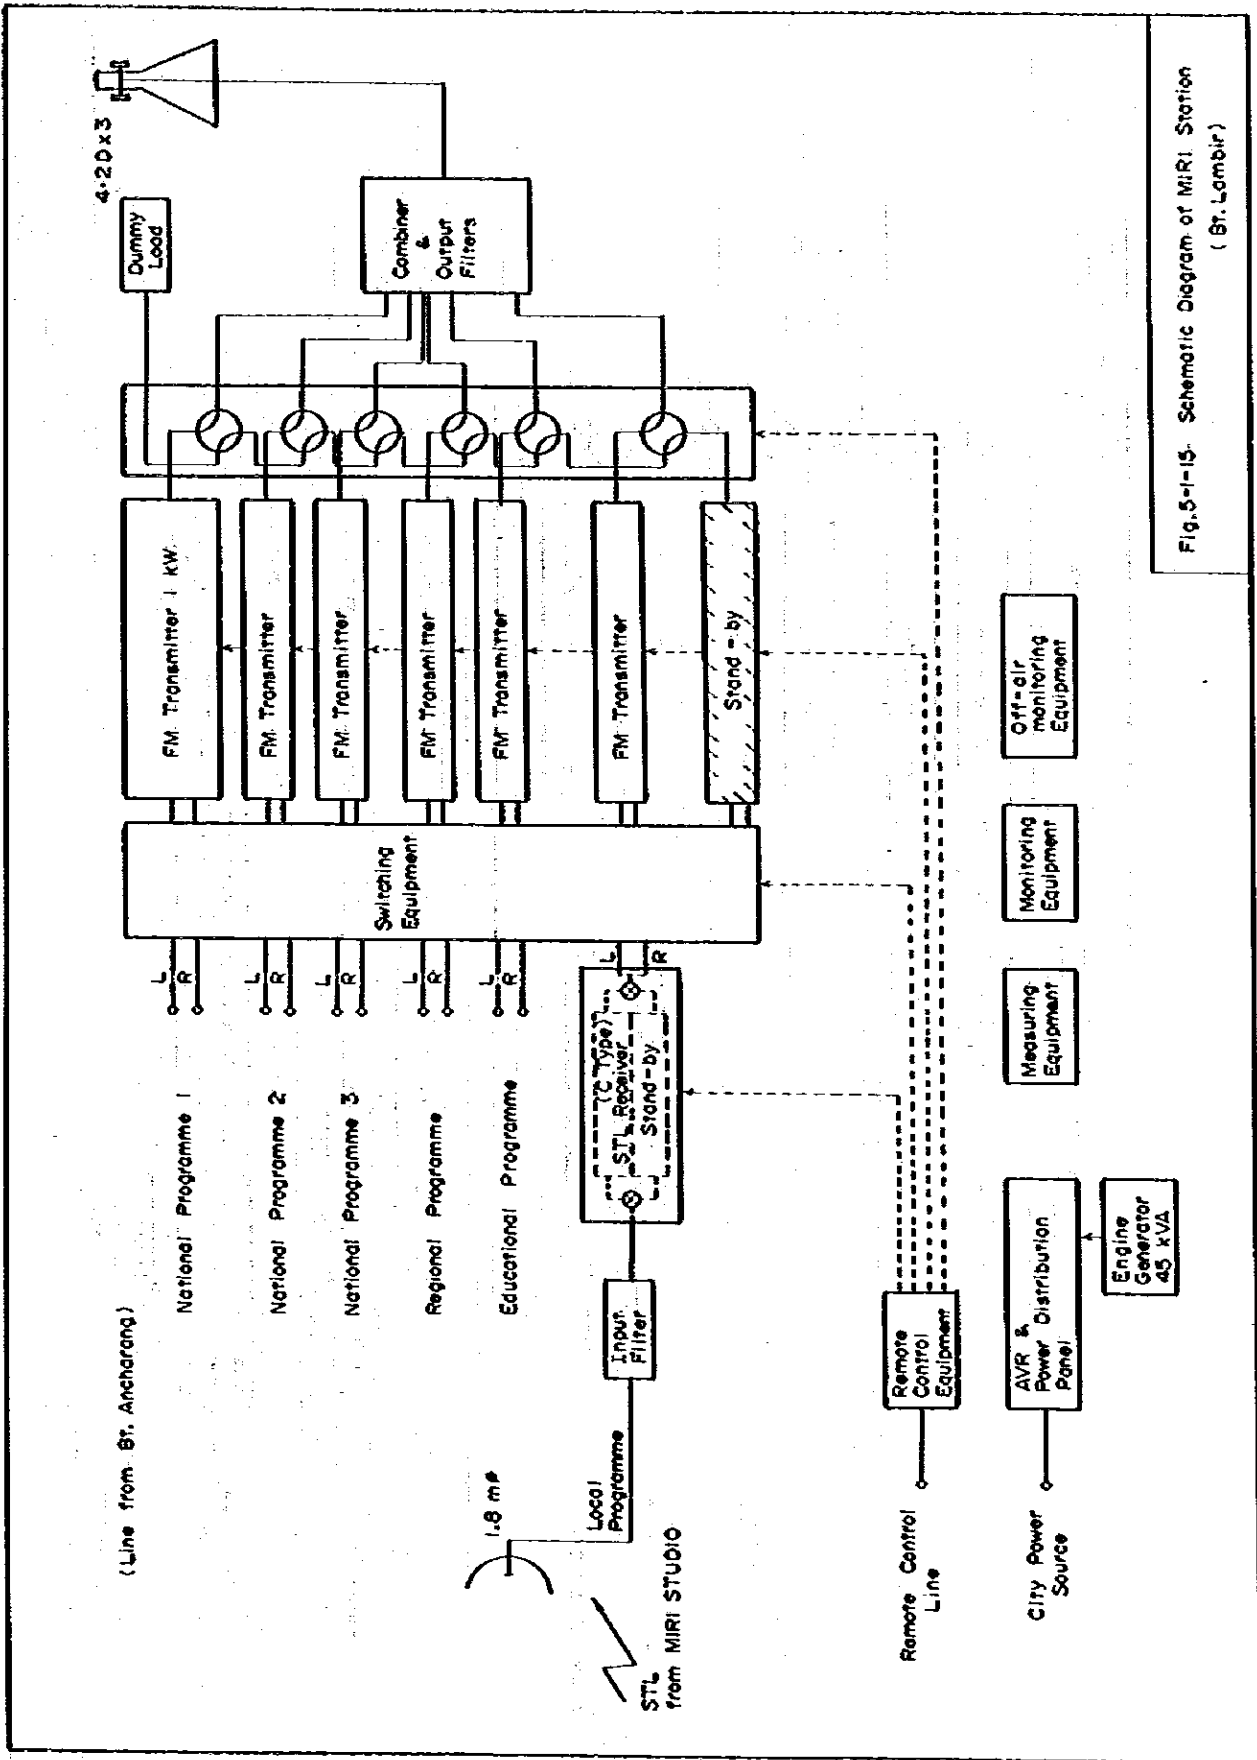 (Line from Bt. Ancharang)
National Programme 1
L
R
National Programme 2
L
R
National Programme 3
L
R
Regional Programme
L
R
Educational Programme
L
R
Switching
Equipment
FM Transmitter 1 kW
FM Transmitter
FM Transmitter
FM Transmitter
FM Transmitter
FM Transmitter
Stand-by
Dummy
Load
4-2D×3
Combiner
&
Output
Filters
1.8 mφ
STL
from MIRI STUDIO
Local
Programme
Input
Filter
(C Type)
STL Receiver
Stand-by
L
R
Remote Control
Line
Remote
Control
Equipment
City Power
Source
AVR &
Power Distribution
Panel
Engine
Generator
45 kVA
Measuring
Equipment
Monitoring
Equipment
Off-air
monitoring
Equipment
Fig.5-1-15 Schematic Diagram of MIRI Station
(Bt. Lambir)